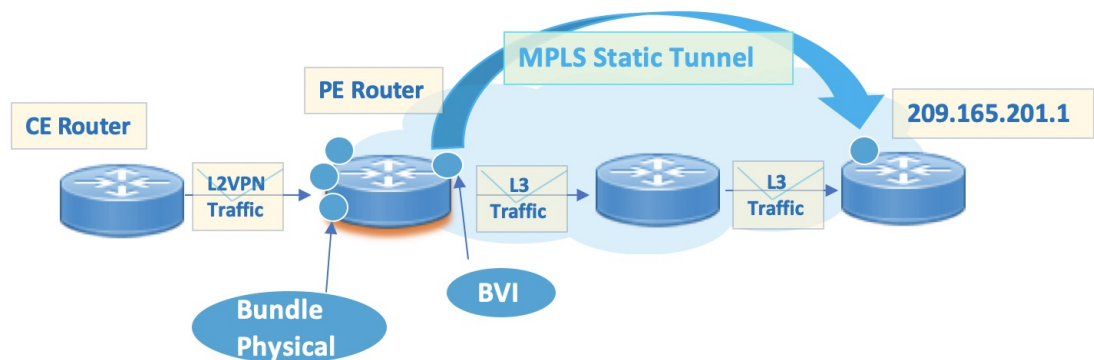 MPLS Static Tunnel
PE Router
209.165.201.1
CE Router
L2VPN
Traffic
L3
Traffic
L3
Traffic
BVI
Bundle
Physical